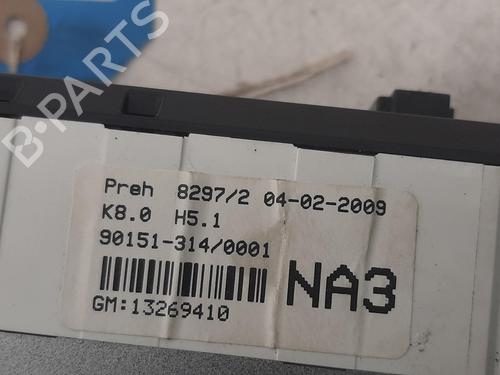 B-PARTS
Preh 8297/2 04-02-2009
K8.0 H5.1
90151-314/0001
NA3
GM:13269410